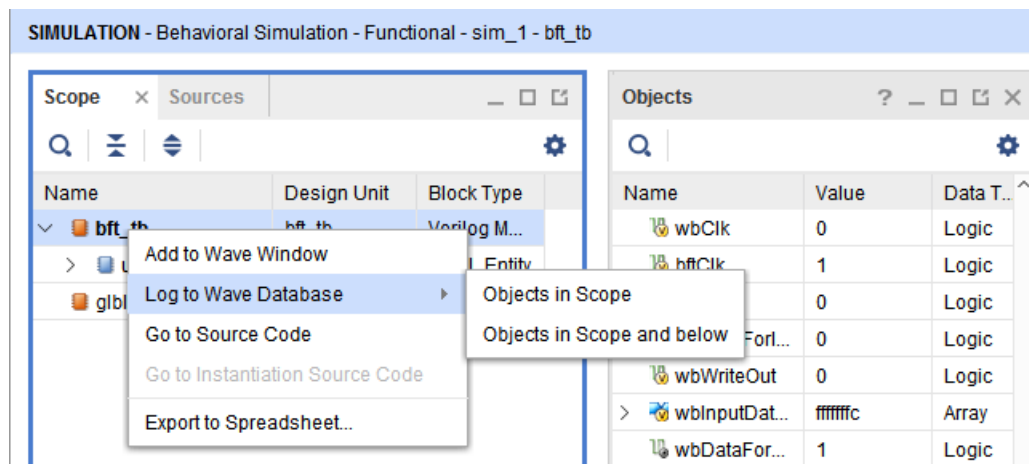 SIMULATION - Behavioral Simulation - Functional - sim_1 - bft_tb
Scope × Sources
Objects ?
Name Design Unit Block Type
Name Value Data T...
bft_tb bft_tb Verilog M...
wbClk 0 Logic
Add to Wave Window
Entity
bftClk 1 Logic
glbl
Log to Wave Database
Objects in Scope
0 Logic
Go to Source Code
Objects in Scope and below
ForI... 0 Logic
Go to Instantiation Source Code
wbWriteOut 0 Logic
Export to Spreadsheet...
wbInputDat... fffffffc Array
wbDataFor... 1 Logic